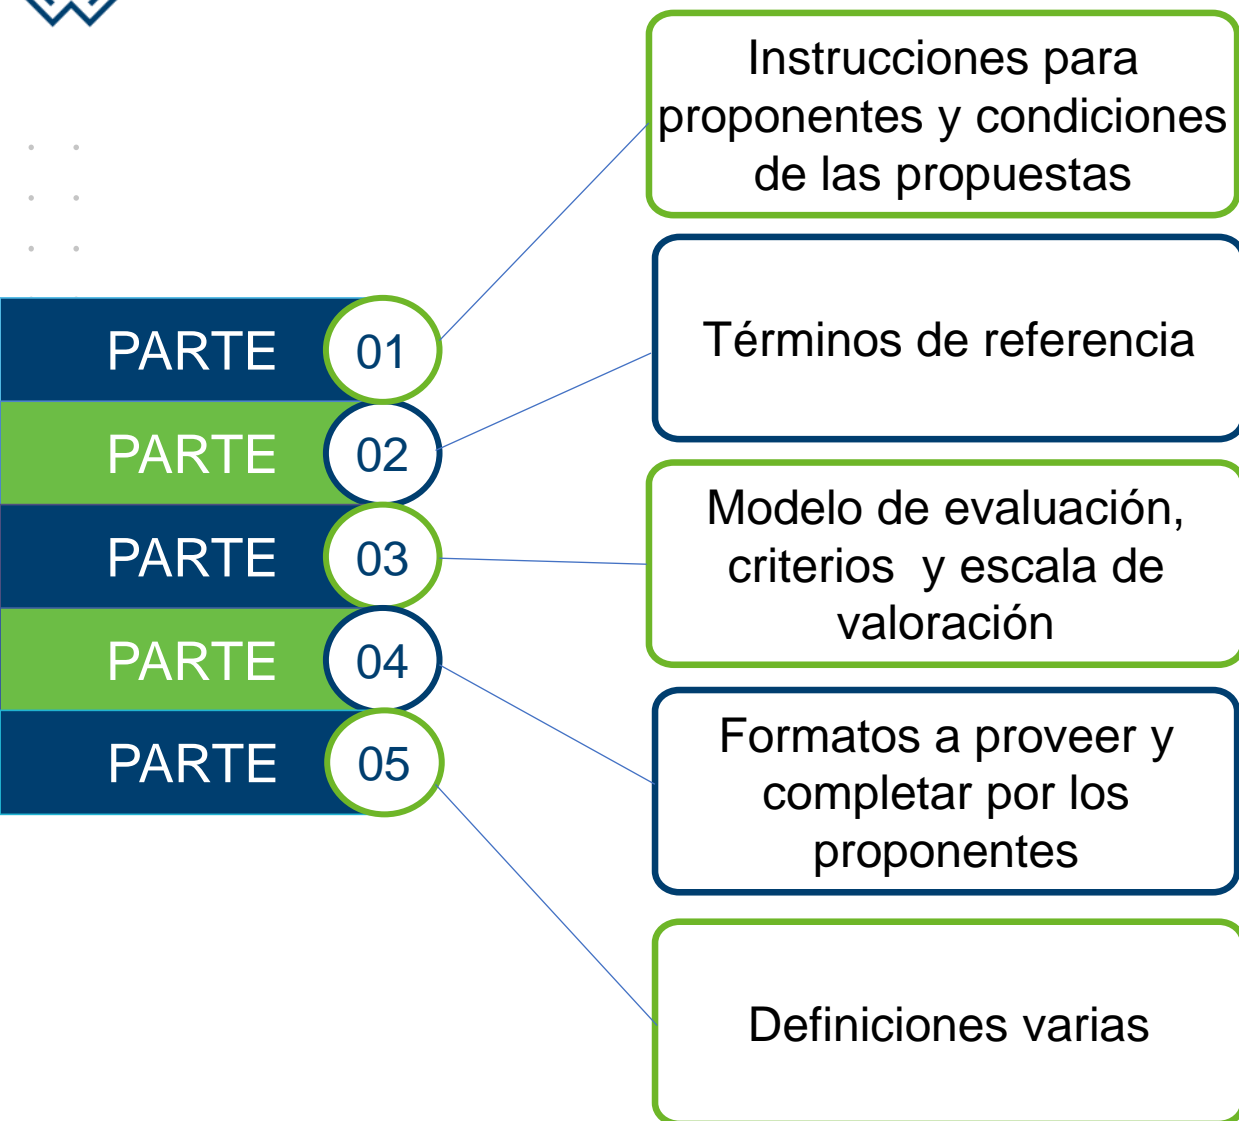 PARTE 01
Instrucciones para
proponentes y condiciones
de las propuestas
PARTE 02
Términos de referencia
PARTE 03
Modelo de evaluación,
criterios y escala de
valoración
PARTE 04
Formatos a proveer y
completar por los
proponentes
PARTE 05
Definiciones varias